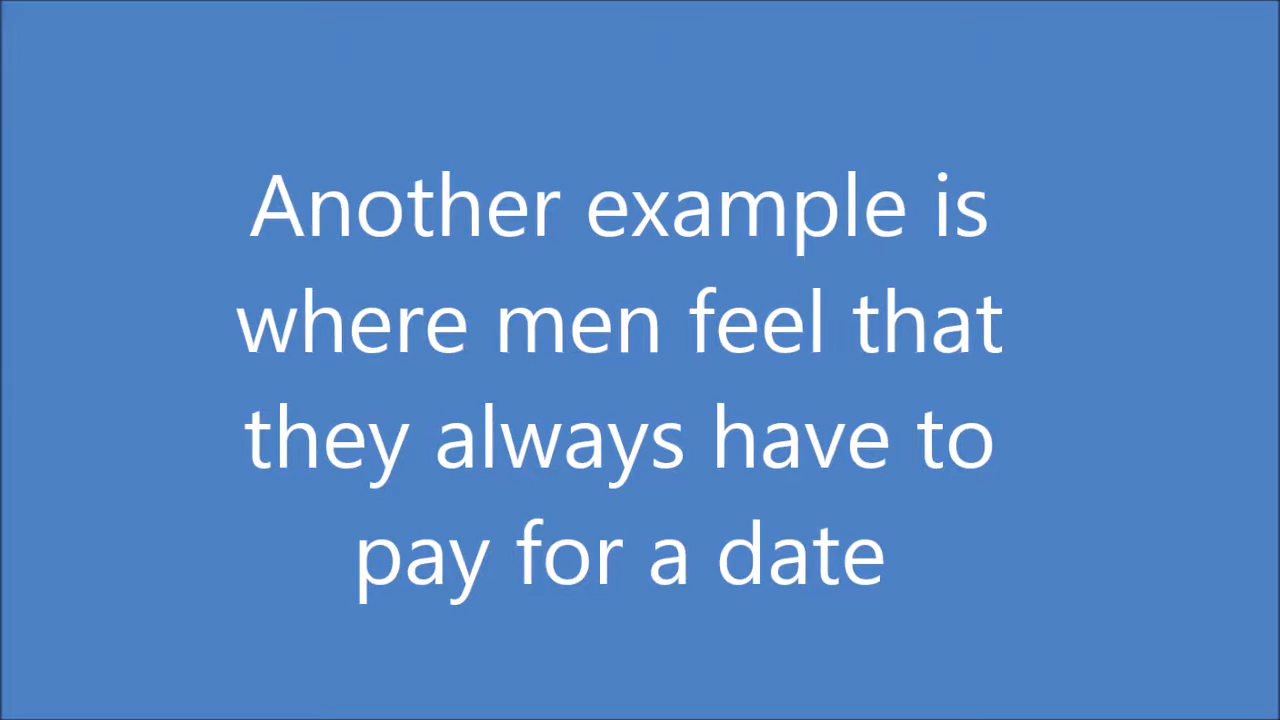 Another example is
where men feel that
they always have to
pay for a date